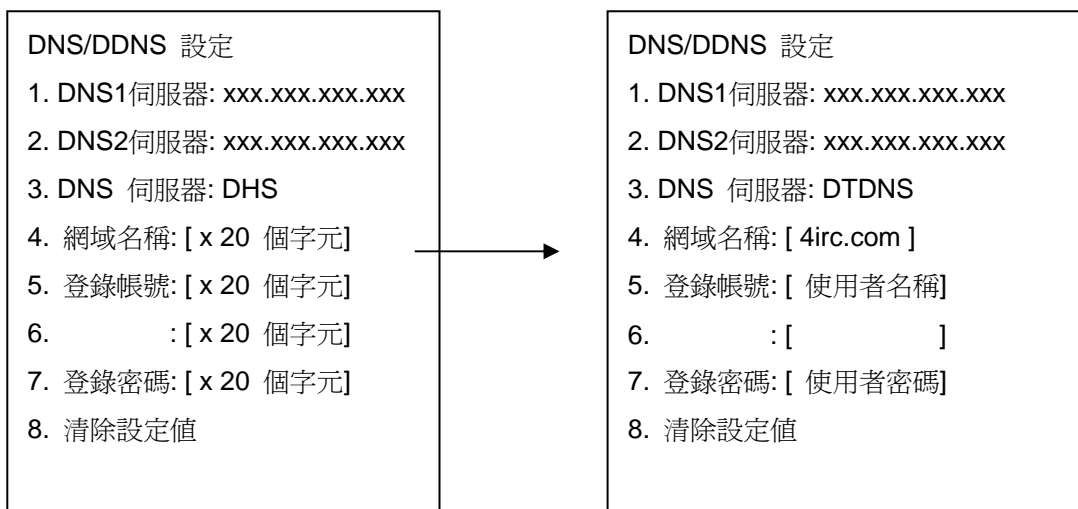 DNS/DDNS 設定
1. DNS1伺服器: xxx.xxx.xxx.xxx
2. DNS2伺服器: xxx.xxx.xxx.xxx
3. DNS 伺服器: DHS
4. 網域名稱: [ x 20 個字元]
5. 登錄帳號: [ x 20 個字元]
6. : [ x 20 個字元]
7. 登錄密碼: [ x 20 個字元]
8. 清除設定值
DNS/DDNS 設定
1. DNS1伺服器: xxx.xxx.xxx.xxx
2. DNS2伺服器: xxx.xxx.xxx.xxx
3. DNS 伺服器: DTDNS
4. 網域名稱: [ 4irc.com ]
5. 登錄帳號: [ 使用者名稱]
6. : [ ]
7. 登錄密碼: [ 使用者密碼]
8. 清除設定值